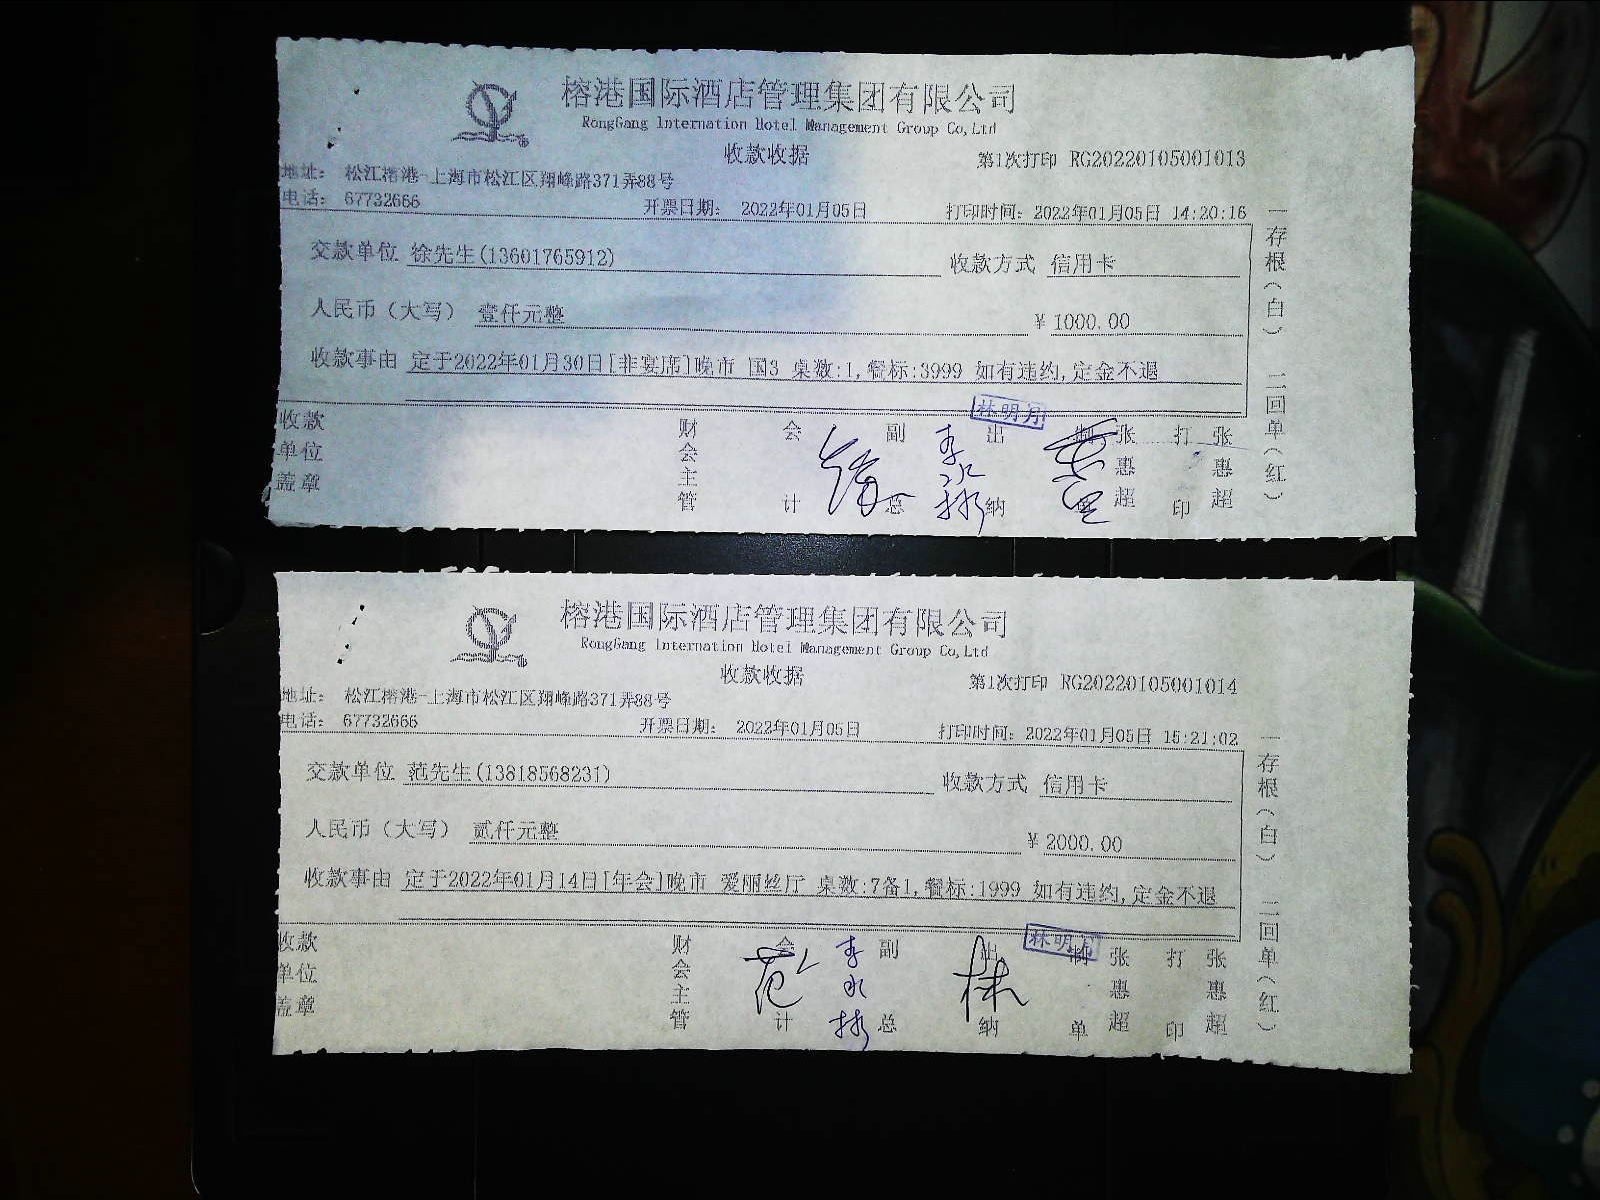 榕港国际酒店管理集团有限公司
RongGang Internation Hotel Management Group Co,Ltd
收款收据
第1次打印 RG20220105001013
地址： 松江榕港-上海市松江区翔峰路371弄88号
电话： 67732666 开票日期： 2022年01月05日 打印时间：2022年01月05日 14:20:16
交款单位 徐先生(13601765912) 收款方式 信用卡
人民币（大写） 壹仟元整 ¥ 1000.00
收款事由 定于2022年01月30日[非宴席]晚市 国3 桌数:1,餐标:3999 如有违约,定金不退
一存根（白） 二回单（红）
林明月
收款单位盖章 财会主管 会计 副总 李水彬 出纳 制单 张惠超 打印 张惠超
榕港国际酒店管理集团有限公司
RongGang Internation Hotel Management Group Co,Ltd
收款收据
第1次打印 RG20220105001014
地址： 松江榕港-上海市松江区翔峰路371弄88号
电话： 67732666 开票日期： 2022年01月05日 打印时间：2022年01月05日 15:21:02
交款单位 范先生(13818568231) 收款方式 信用卡
人民币（大写） 贰仟元整 ¥ 2000.00
收款事由 定于2022年01月14日[年会]晚市 爱丽丝厅 桌数:7备1,餐标:1999 如有违约,定金不退
一存根（白） 二回单（红）
林明月
收款单位盖章 财会主管 会计 范 李水彬 副总 出纳 林 制单 张惠超 打印 张惠超